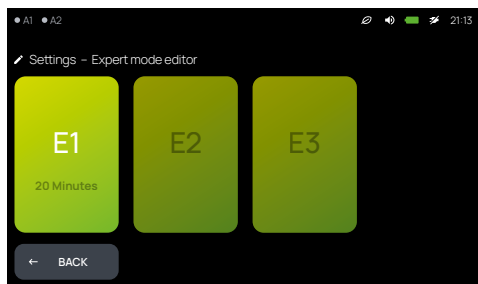 A1 A2 21:13
Settings – Expert mode editor
E1 E2 E3
20 Minutes
← BACK